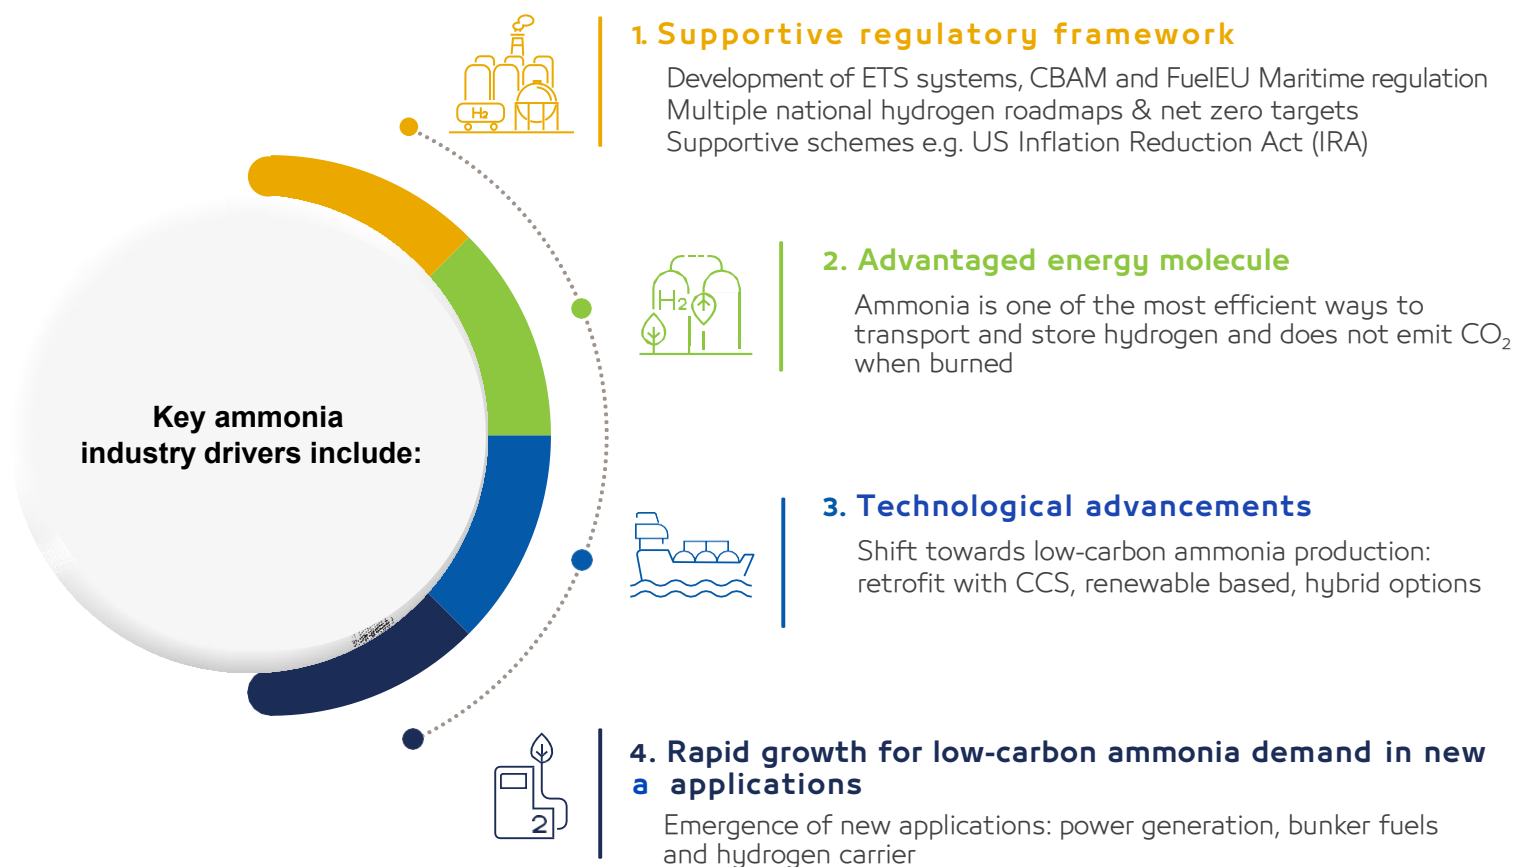 1. Supportive regulatory framework
Development of ETS systems, CBAM and FuelEU Maritime regulation
Multiple national hydrogen roadmaps & net zero targets
Supportive schemes e.g. US Inflation Reduction Act (IRA)
H2
2. Advantaged energy molecule
Ammonia is one of the most efficient ways to
transport and store hydrogen and does not emit CO₂
when burned
H2
Key ammonia
industry drivers include:
3. Technological advancements
Shift towards low-carbon ammonia production:
retrofit with CCS, renewable based, hybrid options
4. Rapid growth for low-carbon ammonia demand in new
a applications
Emergence of new applications: power generation, bunker fuels
and hydrogen carrier
2